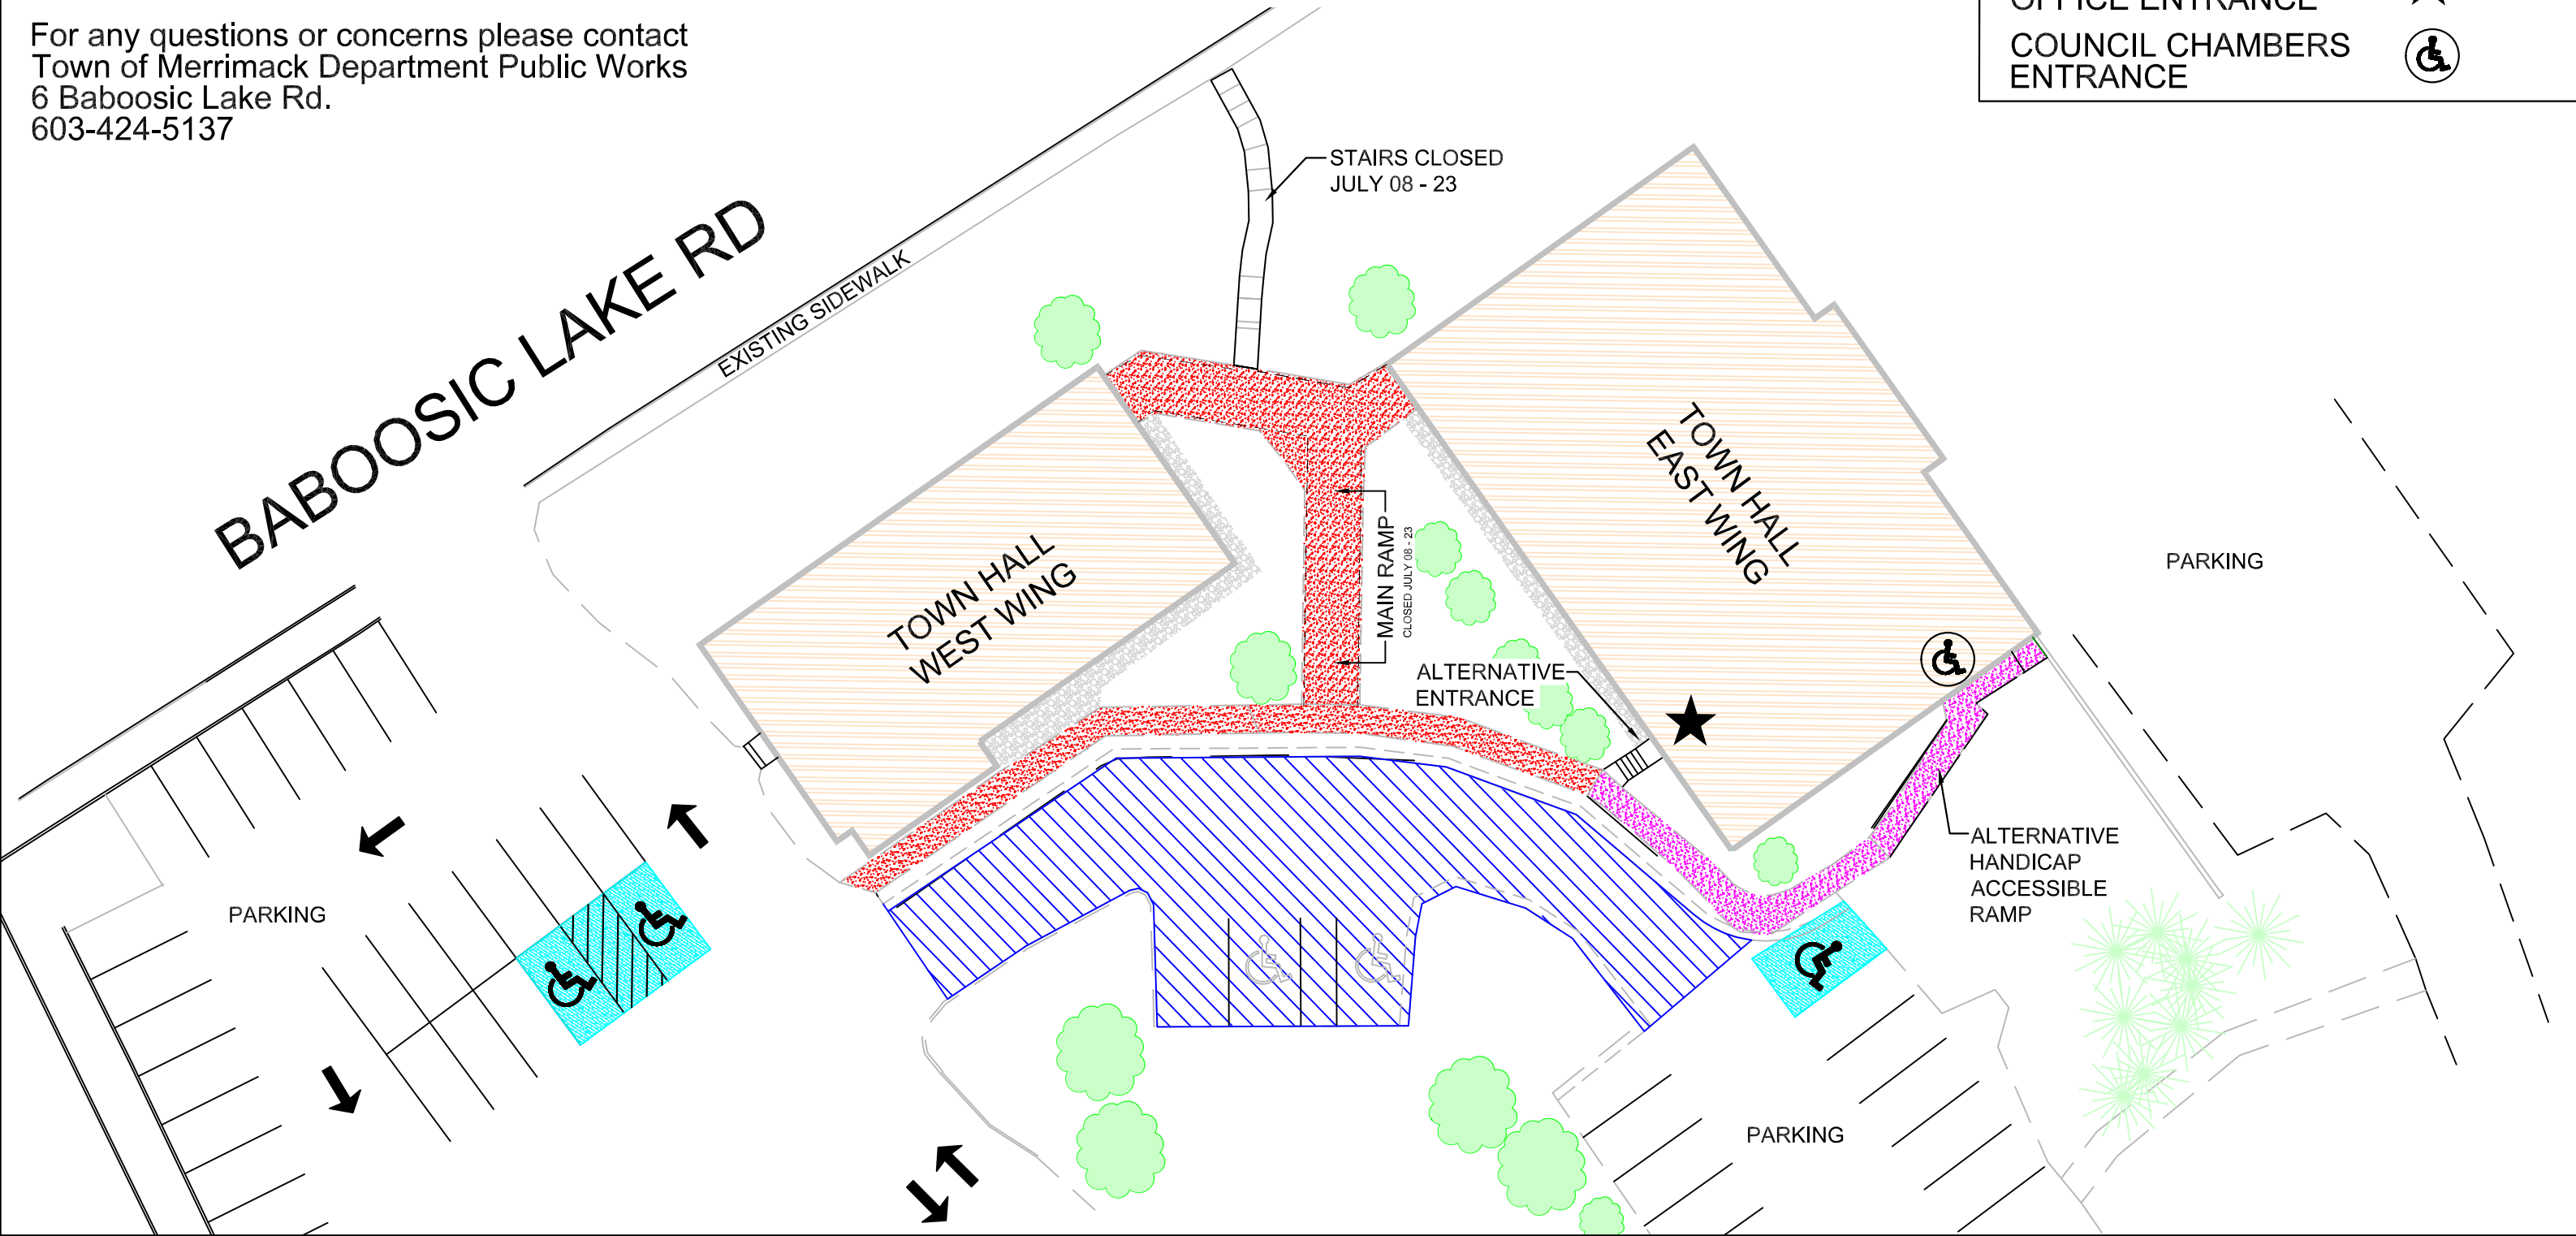 For any questions or concerns please contact
Town of Merrimack Department Public Works
6 Baboosic Lake Rd.
603-424-5137
OFFICE ENTRANCE
COUNCIL CHAMBERS
ENTRANCE
STAIRS CLOSED
JULY 08 - 23
BABOOSIC LAKE RD
EXISTING SIDEWALK
TOWN HALL
WEST WING
TOWN HALL
EAST WING
MAIN RAMP
CLOSED JULY 08 - 23
ALTERNATIVE
ENTRANCE
PARKING
ALTERNATIVE
HANDICAP
ACCESSIBLE
RAMP
PARKING
PARKING